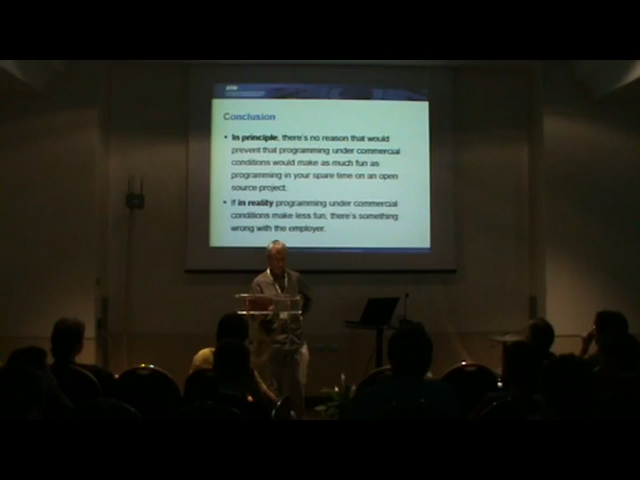 Conclusion
• In principle, there's no reason that would
prevent that programming under commercial
conditions would make as much fun as
programming in your spare time on an open
source project.
• If in reality programming under commercial
conditions make less fun, there's something
wrong with the employer.